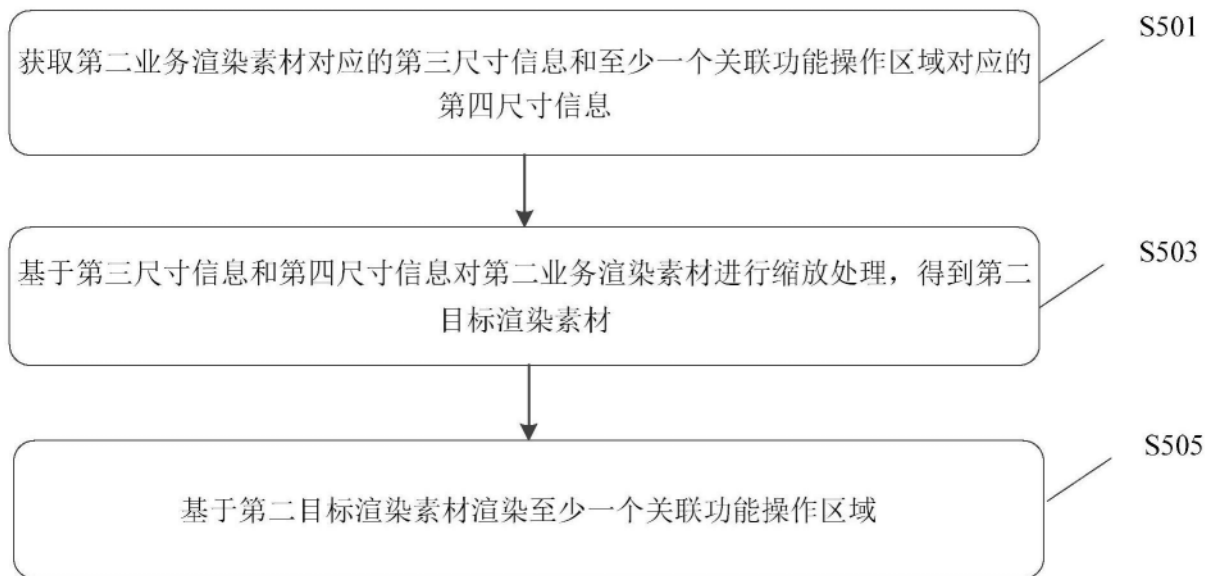 S501
获取第二业务渲染素材对应的第三尺寸信息和至少一个关联功能操作区域对应的
第四尺寸信息
S503
基于第三尺寸信息和第四尺寸信息对第二业务渲染素材进行缩放处理，得到第二
目标渲染素材
S505
基于第二目标渲染素材渲染至少一个关联功能操作区域